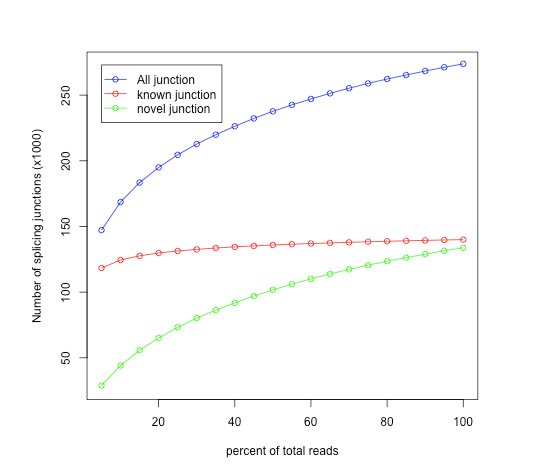 All junction
known junction
novel junction
Number of splicing junctions (x1000)
250
200
150
100
50
20
40
60
80
100
percent of total reads